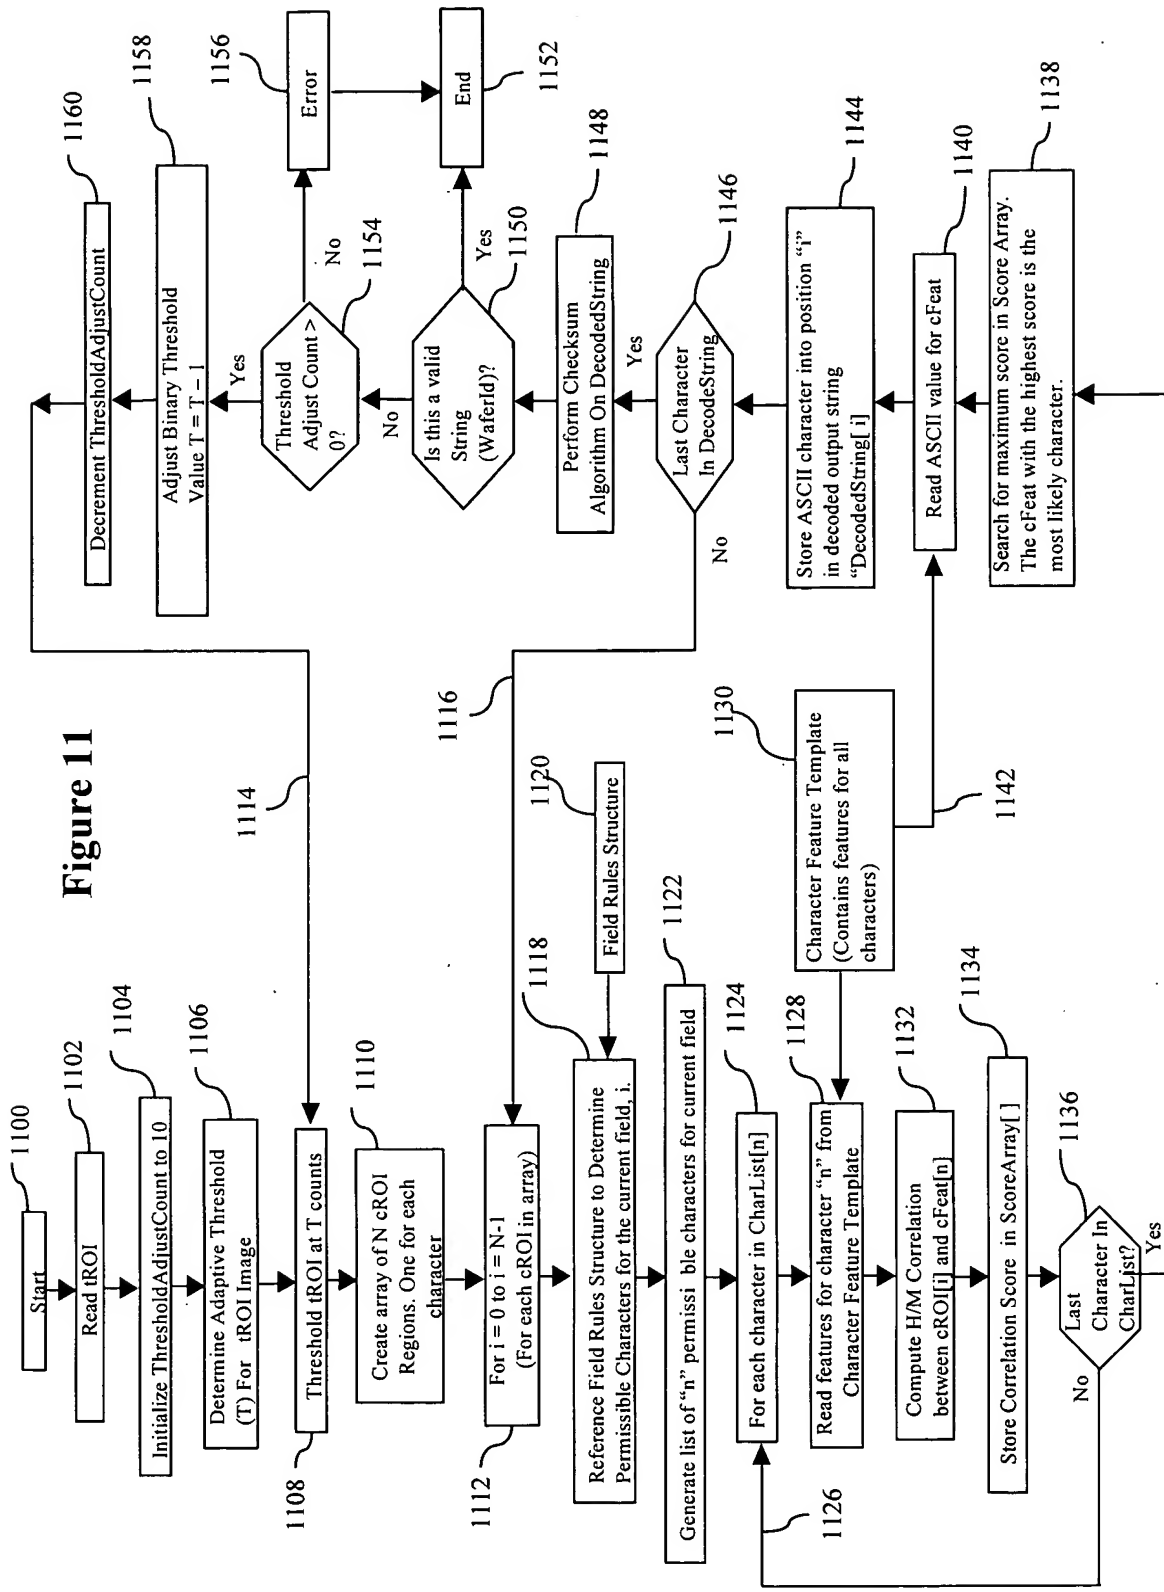 Figure 11
Start
1100
Read tROI
1102
Initialize ThresholdAdjustCount to 10
1104
Determine Adaptive Threshold
(T) For tROI Image
1106
Threshold tROI at T counts
1108
Create array of N cROI
Regions. One for each
character
1110
For i = 0 to i = N-1
(For each cROI in array)
1112
1114
1116
Reference Field Rules Structure to Determine
Permissible Characters for the current field, i.
1118
Field Rules Structure
1120
Generate list of "n" permissi ble characters for current field
1122
For each character in CharList[n]
1124
1126
Read features for character "n" from
Character Feature Template
1128
Character Feature Template
(Contains features for all
characters)
1130
Compute H/M Correlation
between cROI[i] and cFeat[n]
1132
Store Correlation Score in ScoreArray[ ]
1134
Last
Character In
CharList?
1136
No
Yes
Search for maximum score in Score Array.
The cFeat with the highest score is the
most likely character.
1138
Read ASCII value for cFeat
1140
1142
Store ASCII character into position "i"
in decoded output string
"DecodedString[ i]
1144
Last Character
In DecodeString
1146
No
Yes
Perform Checksum
Algorithm On DecodedString
1148
Is this a valid
String
(WaferId)?
1150
Yes
No
End
1152
Threshold
Adjust Count >
0?
1154
No
Yes
Error
1156
Adjust Binary Threshold
Value T = T – 1
1158
Decrement ThresholdAdjustCount
1160